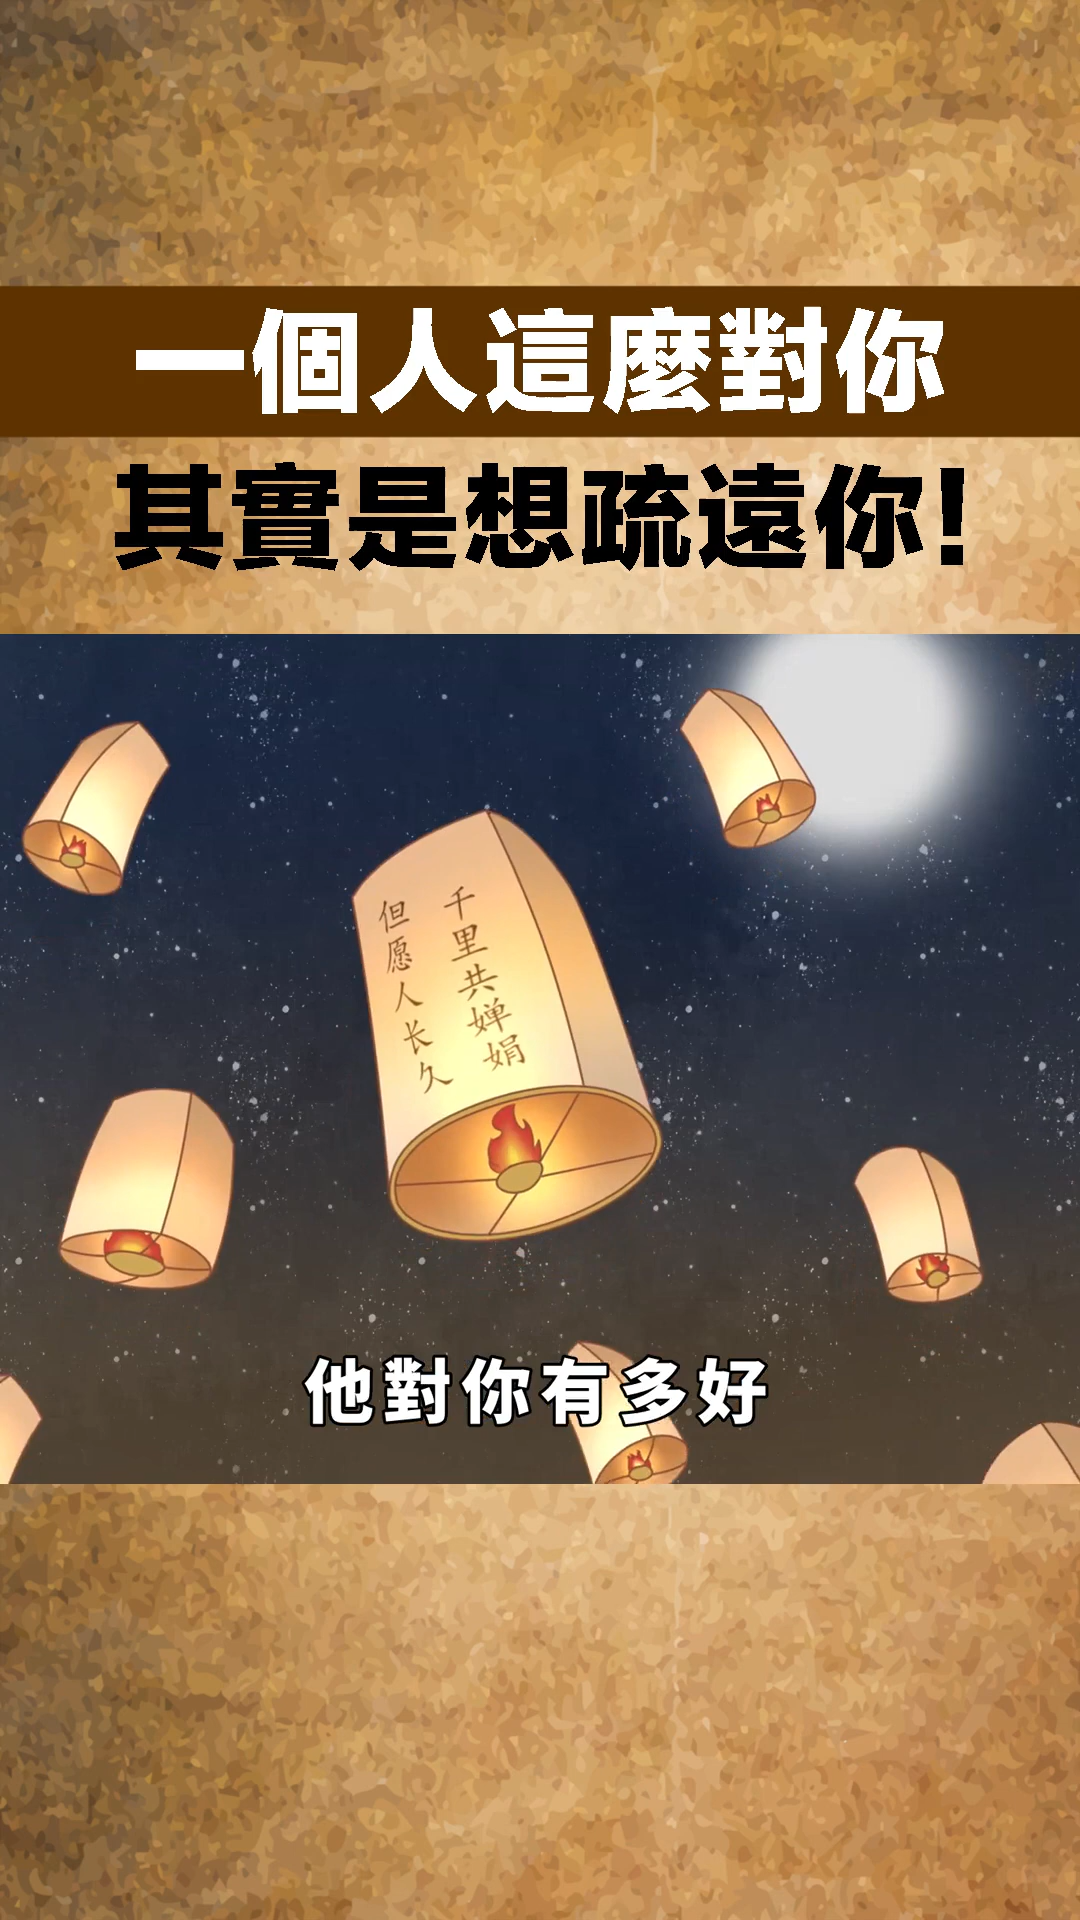 一個人這麼對你
其實是想疏遠你！
但愿人长久
千里共婵娟
他對你有多好